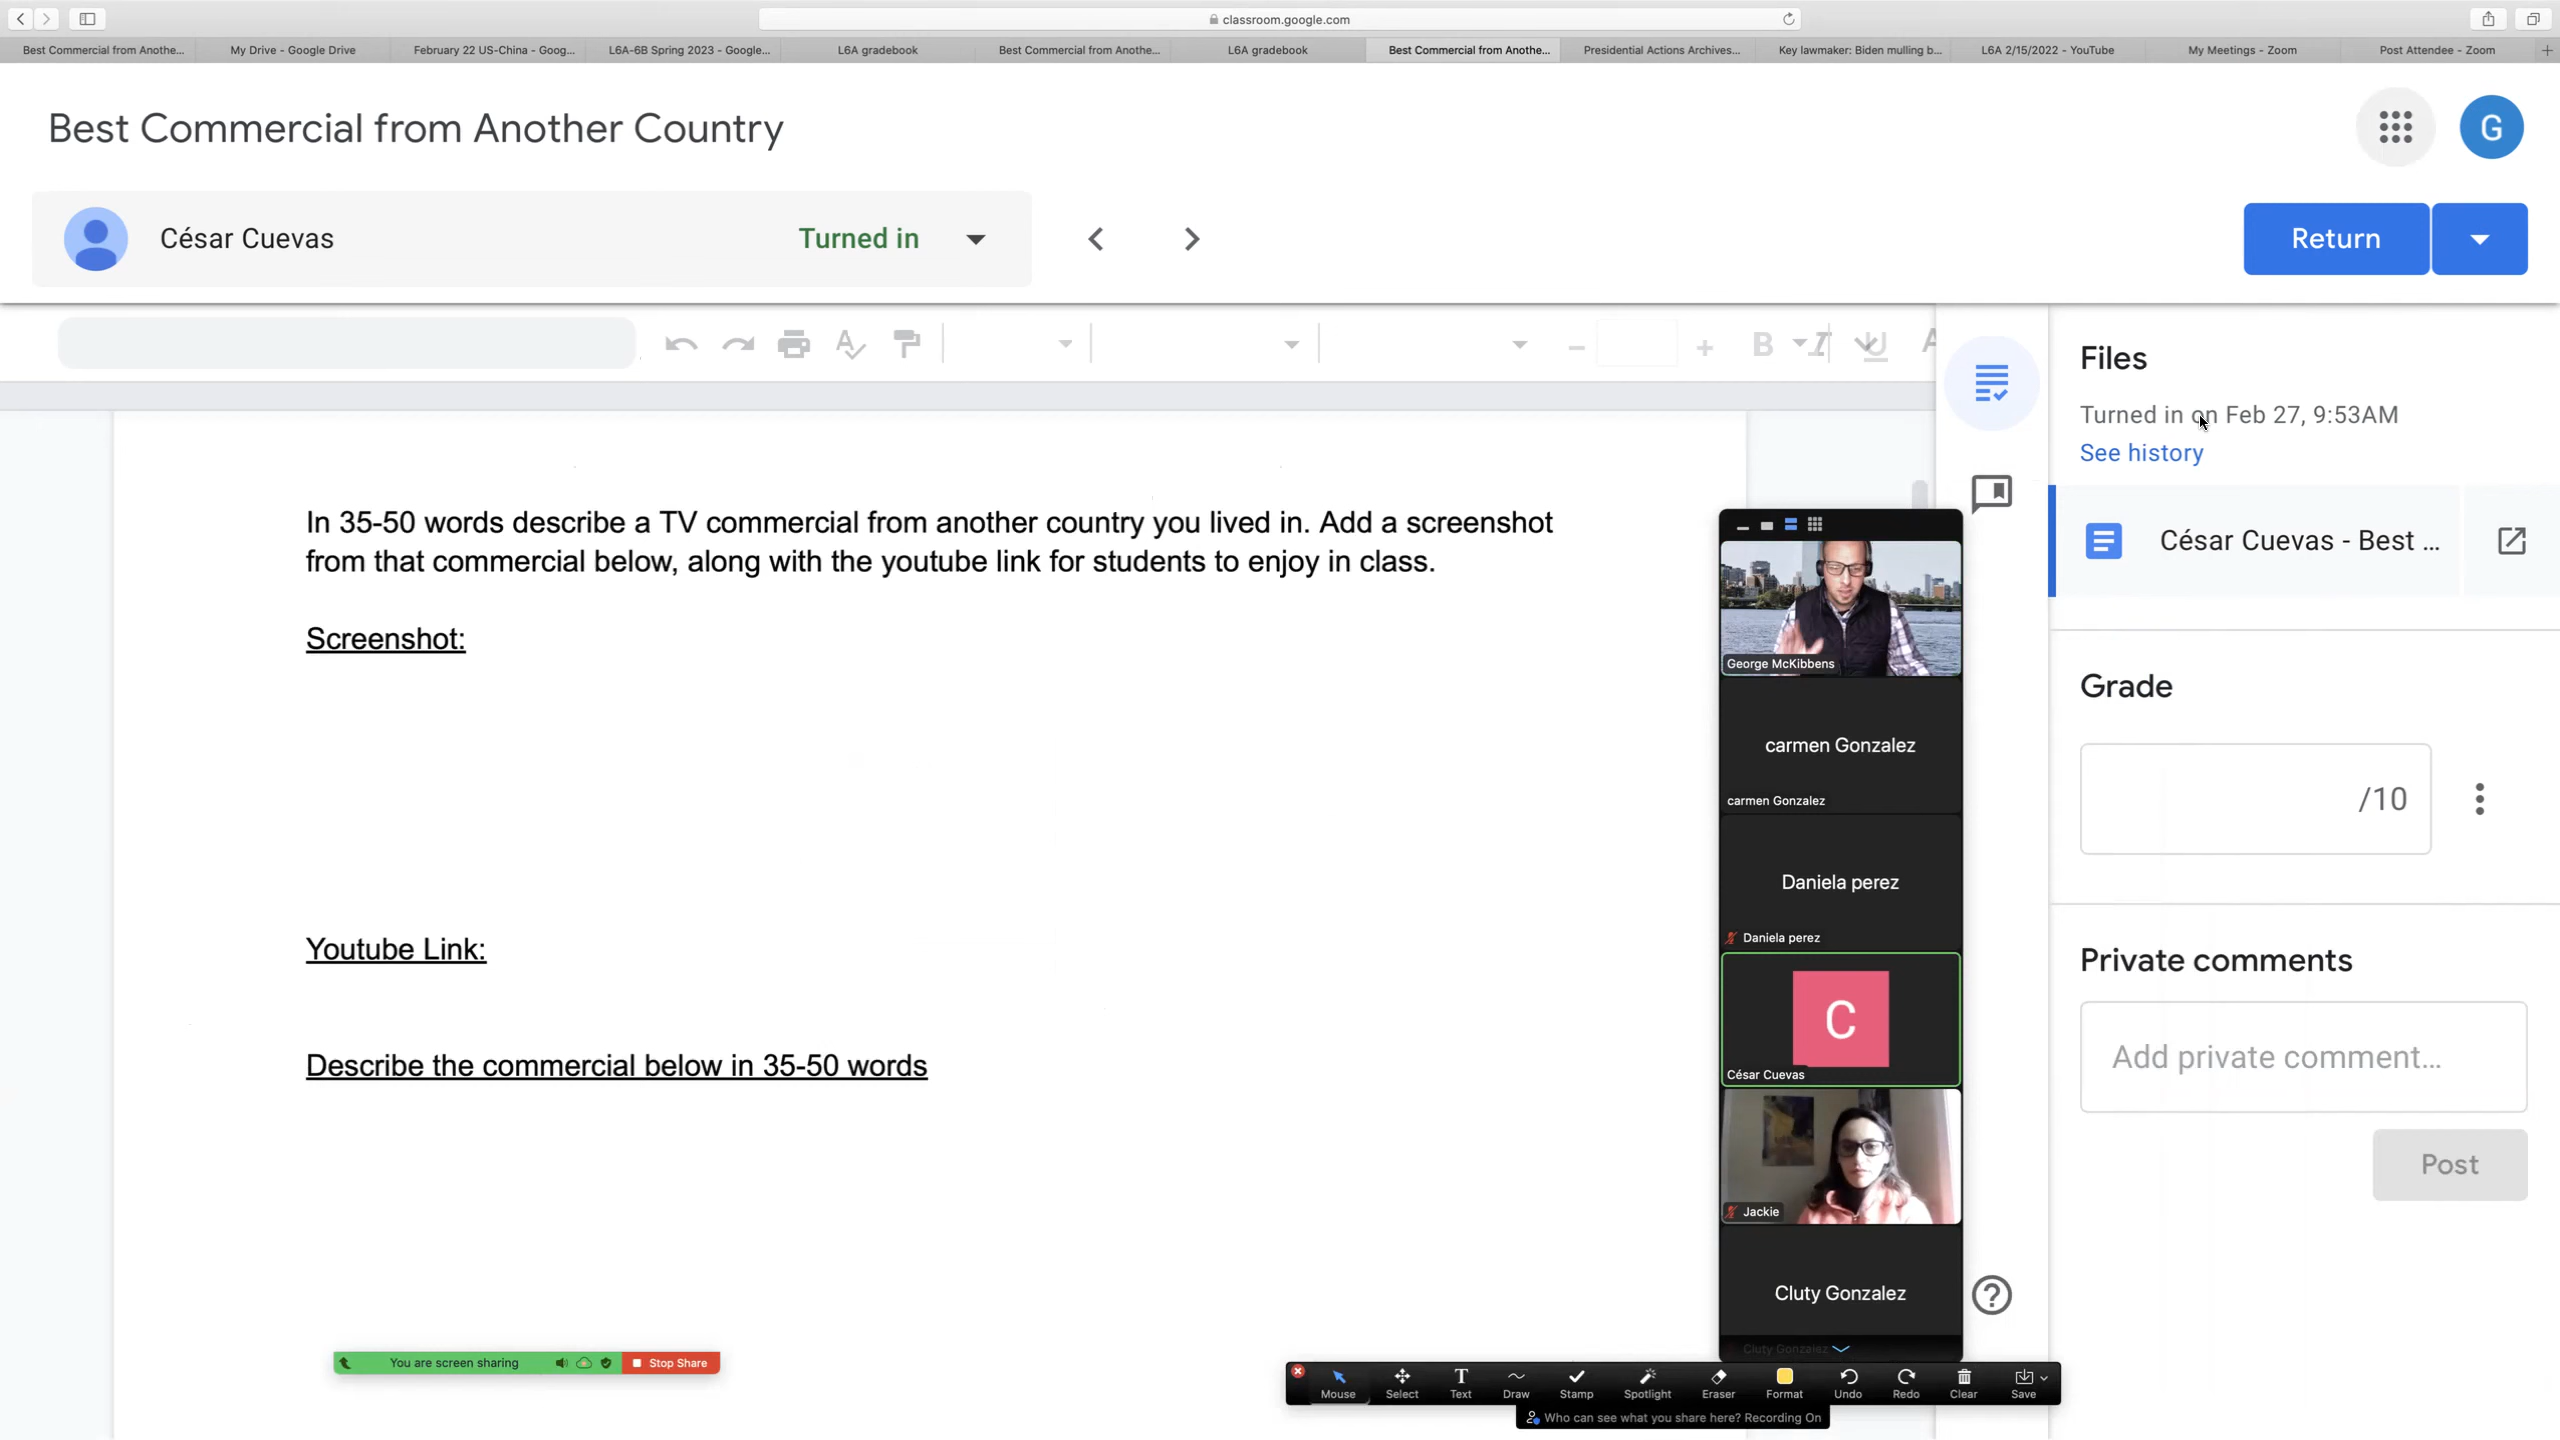 classroom.google.com
Best Commercial from Anothe...
My Drive - Google Drive
February 22 US-China - Goog...
L6A-6B Spring 2023 - Google...
L6A gradebook
Best Commercial from Anothe...
L6A gradebook
Best Commercial from Anothe...
Presidential Actions Archives...
Key lawmaker: Biden mulling b...
L6A 2/15/2022 - YouTube
My Meetings - Zoom
Post Attendee - Zoom
Best Commercial from Another Country
G
César Cuevas
Turned in
Return
B I U A
Files
Turned in on Feb 27, 9:53AM
See history
César Cuevas - Best ...
In 35-50 words describe a TV commercial from another country you lived in. Add a screenshot
from that commercial below, along with the youtube link for students to enjoy in class.
Screenshot:
Youtube Link:
Describe the commercial below in 35-50 words
George McKibbens
carmen Gonzalez
carmen Gonzalez
Daniela perez
Daniela perez
C
César Cuevas
Jackie
Cluty Gonzalez
Cluty Gonzalez
Grade
/10
Private comments
Add private comment...
Post
You are screen sharing
Stop Share
Mouse
Select
T
Text
Draw
Stamp
Spotlight
Eraser
Format
Undo
Redo
Clear
Save
Who can see what you share here? Recording On